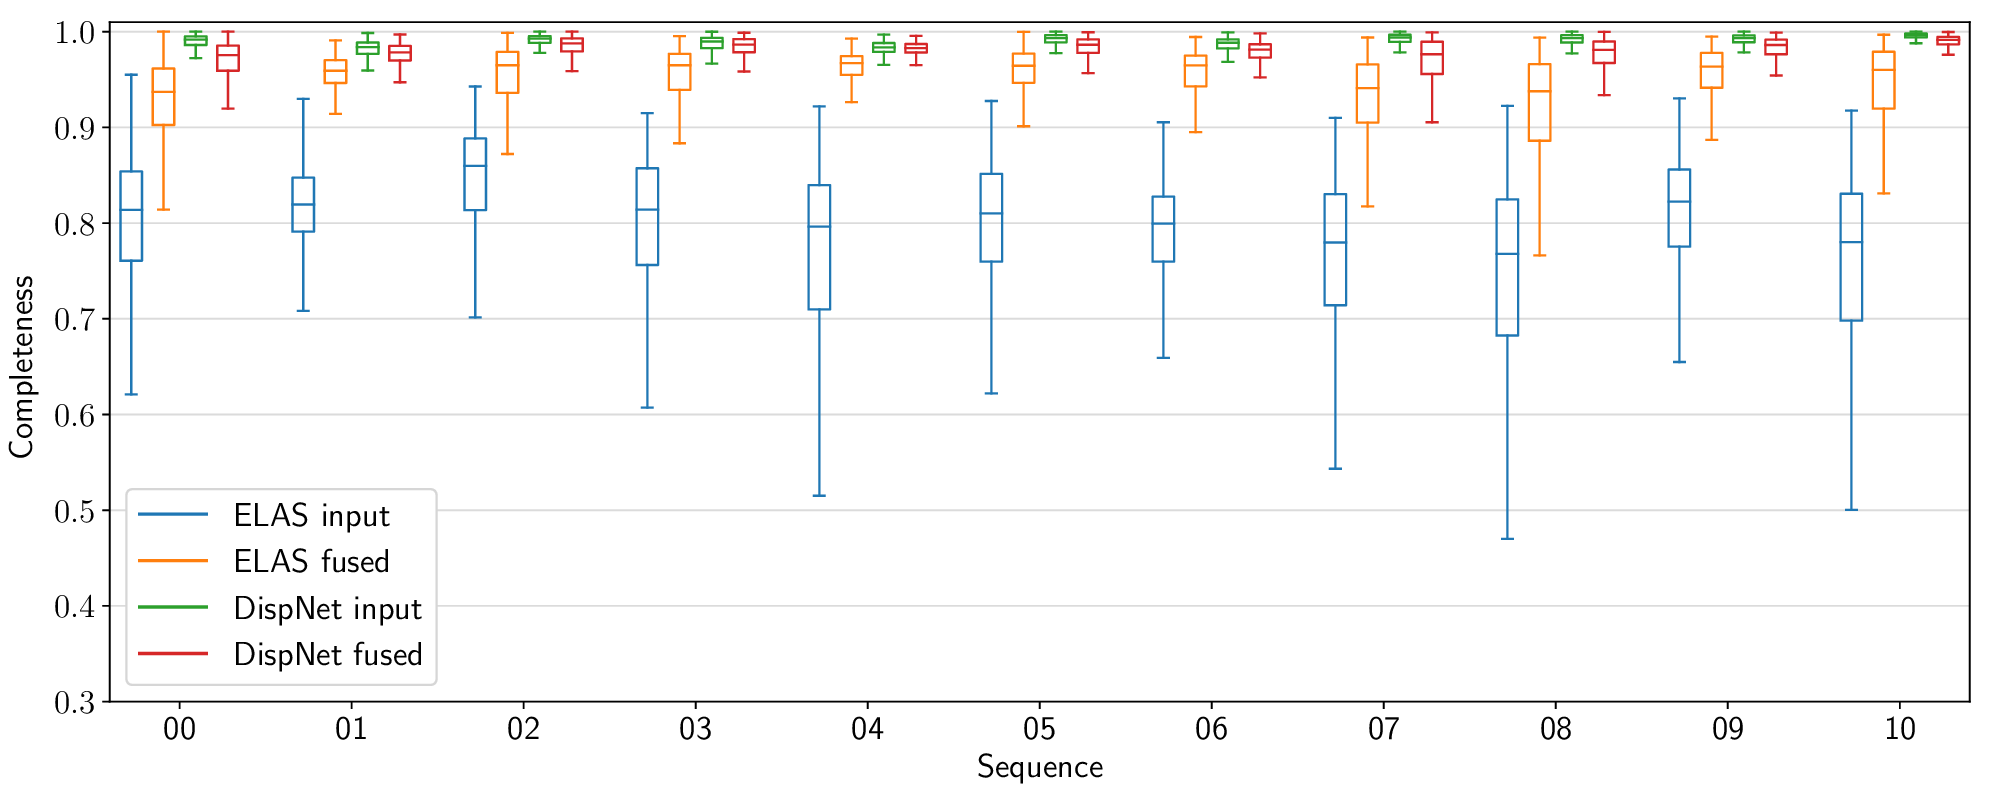 1.0
0.9
0.8
0.7
0.6
0.5
0.4
0.3
Completeness
ELAS input
ELAS fused
DispNet input
DispNet fused
00 01 02 03 04 05 06 07 08 09 10
Sequence